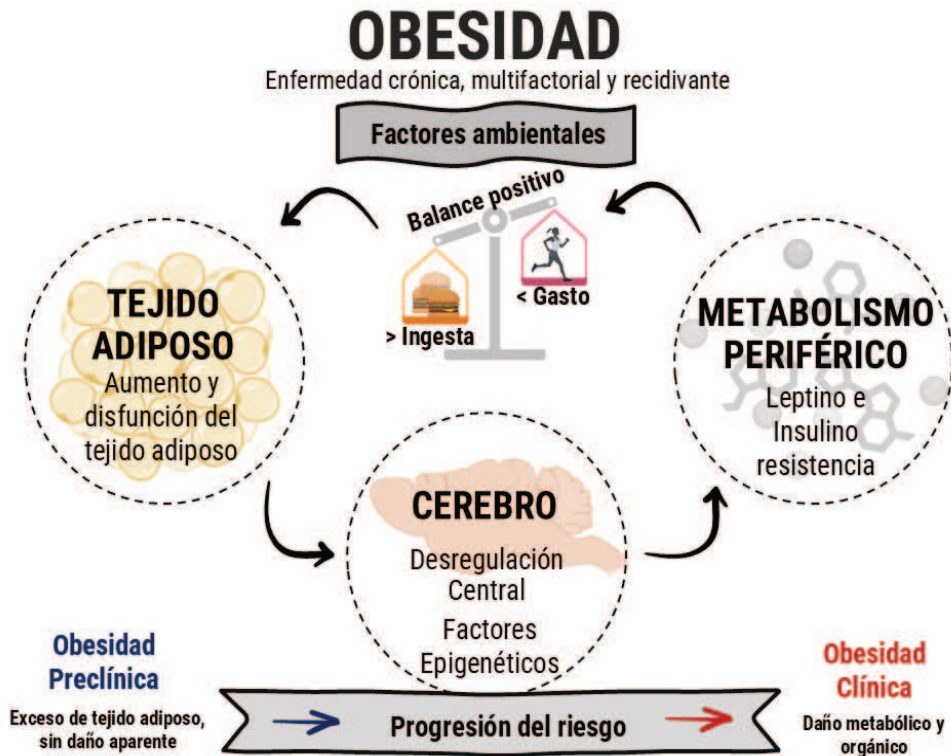 OBESIDAD
Enfermedad crónica, multifactorial y recidivante
Factores ambientales
Balance positivo
> Ingesta
< Gasto
TEJIDO
ADIPOSO
Aumento y
disfunción del
tejido adiposo
METABOLISMO
PERIFÉRICO
Leptino e
Insulino
resistencia
CEREBRO
Desregulación
Central
Factores
Epigenéticos
Obesidad
Preclínica
Exceso de tejido adiposo,
sin daño aparente
Progresión del riesgo
Obesidad
Clínica
Daño metabólico y
orgánico